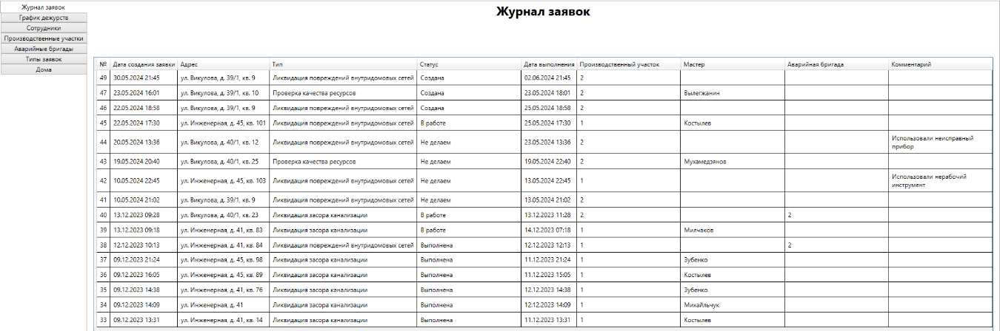 Журнал заявок
График дежурств
Сотрудники
Производственные участки
Аварийные бригады
Типы заявок
Дома
Журнал заявок
№ Дата создания заявки Адрес Тип Статус Дата выполнения Производственный участок Мастер Аварийная бригада Комментарий
49 30.05.2024 21:45 ул. Викулова, д. 39/1, кв. 9 Ликвидация повреждений внутридомовых сетей Создана 02.06.2024 21:45 2
47 23.05.2024 16:01 ул. Викулова, д. 39/1, кв. 10 Проверка качества ресурсов Создана 23.05.2024 18:01 2 Вылегжанин
46 22.05.2024 18:58 ул. Викулова, д. 39/1, кв. 9 Ликвидация повреждений внутридомовых сетей Создана 25.05.2024 18:58 2
45 22.05.2024 17:30 ул. Инженерная, д. 45, кв. 101 Ликвидация повреждений внутридомовых сетей В работе 25.05.2024 17:30 1 Костылев
44 20.05.2024 13:36 ул. Викулова, д. 40/1, кв. 12 Ликвидация повреждений внутридомовых сетей Не делаем 23.05.2024 13:36 2 Использовали неисправный
прибор
43 19.05.2024 20:40 ул. Викулова, д. 40/1, кв. 25 Проверка качества ресурсов Не делаем 19.05.2024 22:40 2 Мухамедзянов
42 10.05.2024 22:45 ул. Инженерная, д. 45, кв. 103 Ликвидация повреждений внутридомовых сетей Не делаем 13.05.2024 22:45 1 Использовали нерабочий
инструмент
41 10.05.2024 21:02 ул. Викулова, д. 39/1, кв. 9 Ликвидация повреждений внутридомовых сетей Не делаем 13.05.2024 21:02 2
40 13.12.2023 09:28 ул. Викулова, д. 40/1, кв. 23 Ликвидация засора канализации В работе 13.12.2023 11:28 2 2
39 13.12.2023 09:18 ул. Инженерная, д. 41, кв. 83 Ликвидация засора канализации В работе 14.12.2023 07:18 1 Милчаков
38 12.12.2023 10:13 ул. Инженерная, д. 41, кв. 84 Ликвидация повреждений внутридомовых сетей Выполнена 12.12.2023 12:13 1 2
37 09.12.2023 21:24 ул. Инженерная, д. 45, кв. 98 Ликвидация засора канализации Выполнена 11.12.2023 21:24 1 Зубенко
36 09.12.2023 16:05 ул. Инженерная, д. 45, кв. 89 Ликвидация засора канализации Выполнена 11.12.2023 15:05 1 Костылев
35 09.12.2023 14:38 ул. Инженерная, д. 41, кв. 76 Ликвидация засора канализации Выполнена 12.12.2023 14:38 1 Зубенко
34 09.12.2023 14:09 ул. Инженерная, д. 41 Ликвидация засора канализации Выполнена 12.12.2023 14:09 1 Михайльчук
33 09.12.2023 13:31 ул. Инженерная, д. 41, кв. 14 Ликвидация засора канализации Выполнена 11.12.2023 13:31 1 Костылев